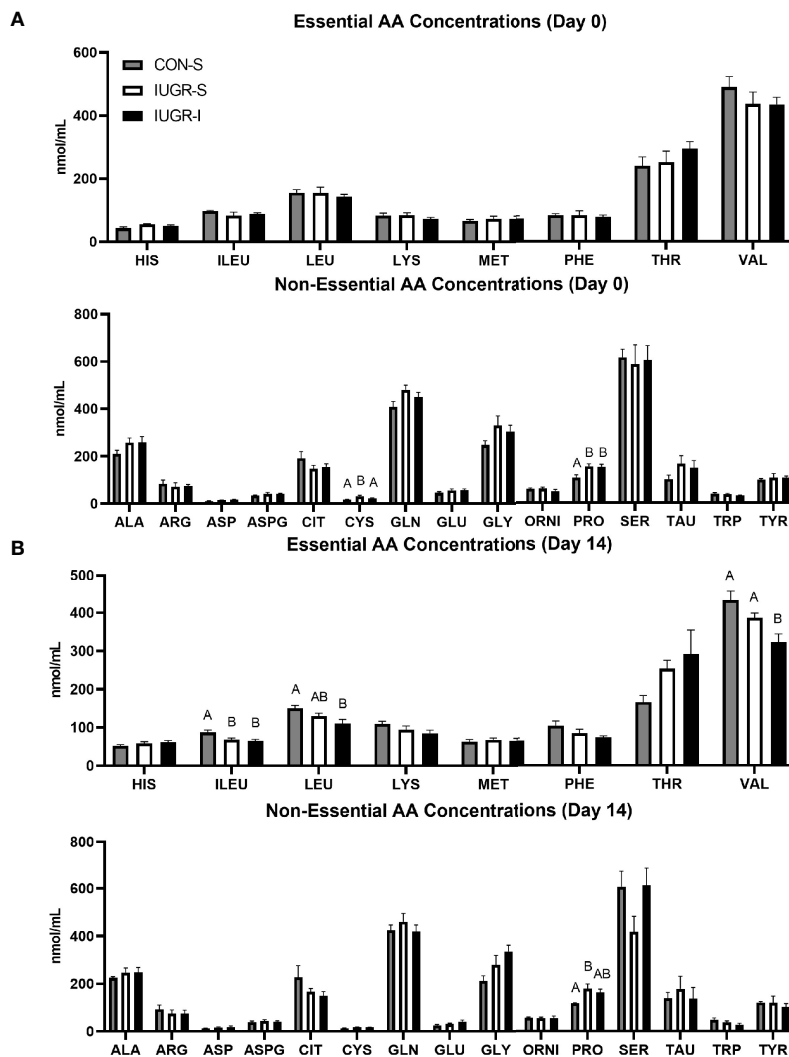 A
Essential AA Concentrations (Day 0)
600
400
200
0
nmol/mL
CON-S
IUGR-S
IUGR-I
HIS ILEU LEU LYS MET PHE THR VAL
Non-Essential AA Concentrations (Day 0)
800
600
400
200
0
nmol/mL
A B A
A B B
ALA ARG ASP ASPG CIT CYS GLN GLU GLY ORNI PRO SER TAU TRP TYR
B
Essential AA Concentrations (Day 14)
500
400
300
200
100
0
nmol/mL
A B B
A AB B
A A B
HIS ILEU LEU LYS MET PHE THR VAL
Non-Essential AA Concentrations (Day 14)
800
600
400
200
0
nmol/mL
A B AB
ALA ARG ASP ASPG CIT CYS GLN GLU GLY ORNI PRO SER TAU TRP TYR